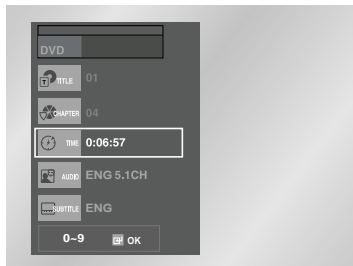 DVD
TITLE 01
CHAPTER 04
TIME 0:06:57
AUDIO ENG 5.1CH
SUBTITLE ENG
0~9 OK